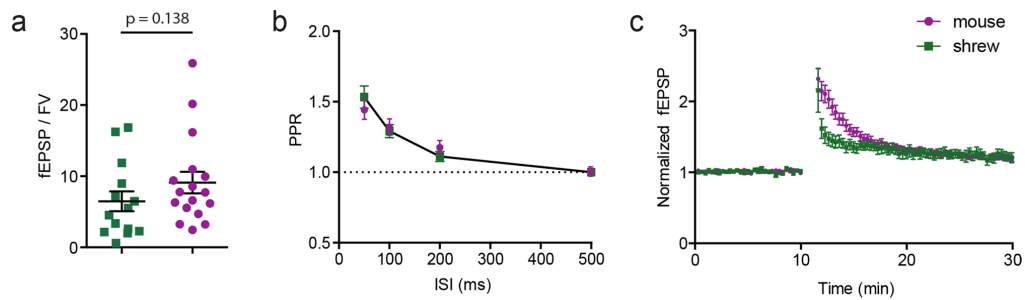 a
p = 0.138
30
20
10
0
fEPSP / FV
b
2.0
1.5
1.0
0.5
PPR
0 100 200 300 400 500
ISI (ms)
c
mouse
shrew
3
2
1
0
Normalized fEPSP
0 10 20 30
Time (min)